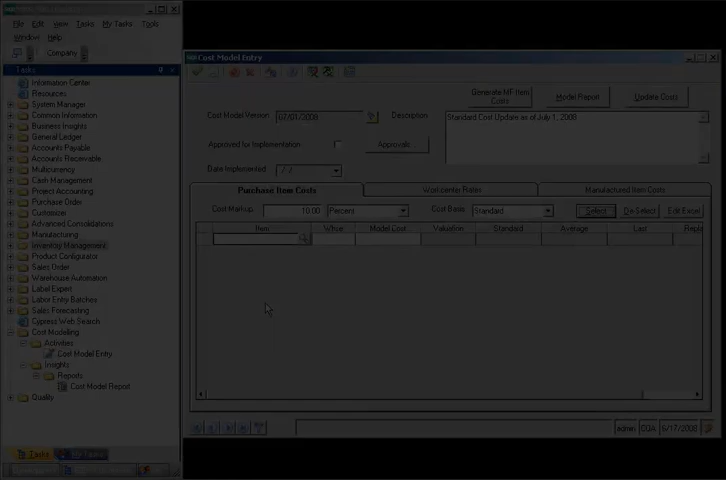 File Edit View Tasks My Tasks Tools
Window Help
Company
Tasks
Information Center
Resources
System Manager
Common Information
Business Insights
General Ledger
Accounts Payable
Accounts Receivable
Multicurrency
Cash Management
Project Accounting
Purchase Order
Customizer
Advanced Consolidations
Manufacturing
Payroll
Inventory Management
Product Configurator
Sales Order
Warehouse Automation
Label Expert
Labor Entry Batches
Sales Forecasting
Cypress Web Search
Cost Modelling
Activities
Cost Model Entry
Insights
Reports
Cost Model Report
Quality
Tasks My Tasks
Cost Model Entry
Generate MF Item Costs
Model Report
Update Costs
Cost Model Version 07/01/2008 Description Standard Cost Update as of July 1, 2008
Approved for Implementation Approvals
Date Implemented / /
Purchase Item Costs Workcenter Rates Manufactured Item Costs
Cost Markup 10.00 Percent Cost Basis Standard Select De-Select Edit Excel
Item Whse Model Cost Valuation Standard Average Last
admin COA 6/17/2008